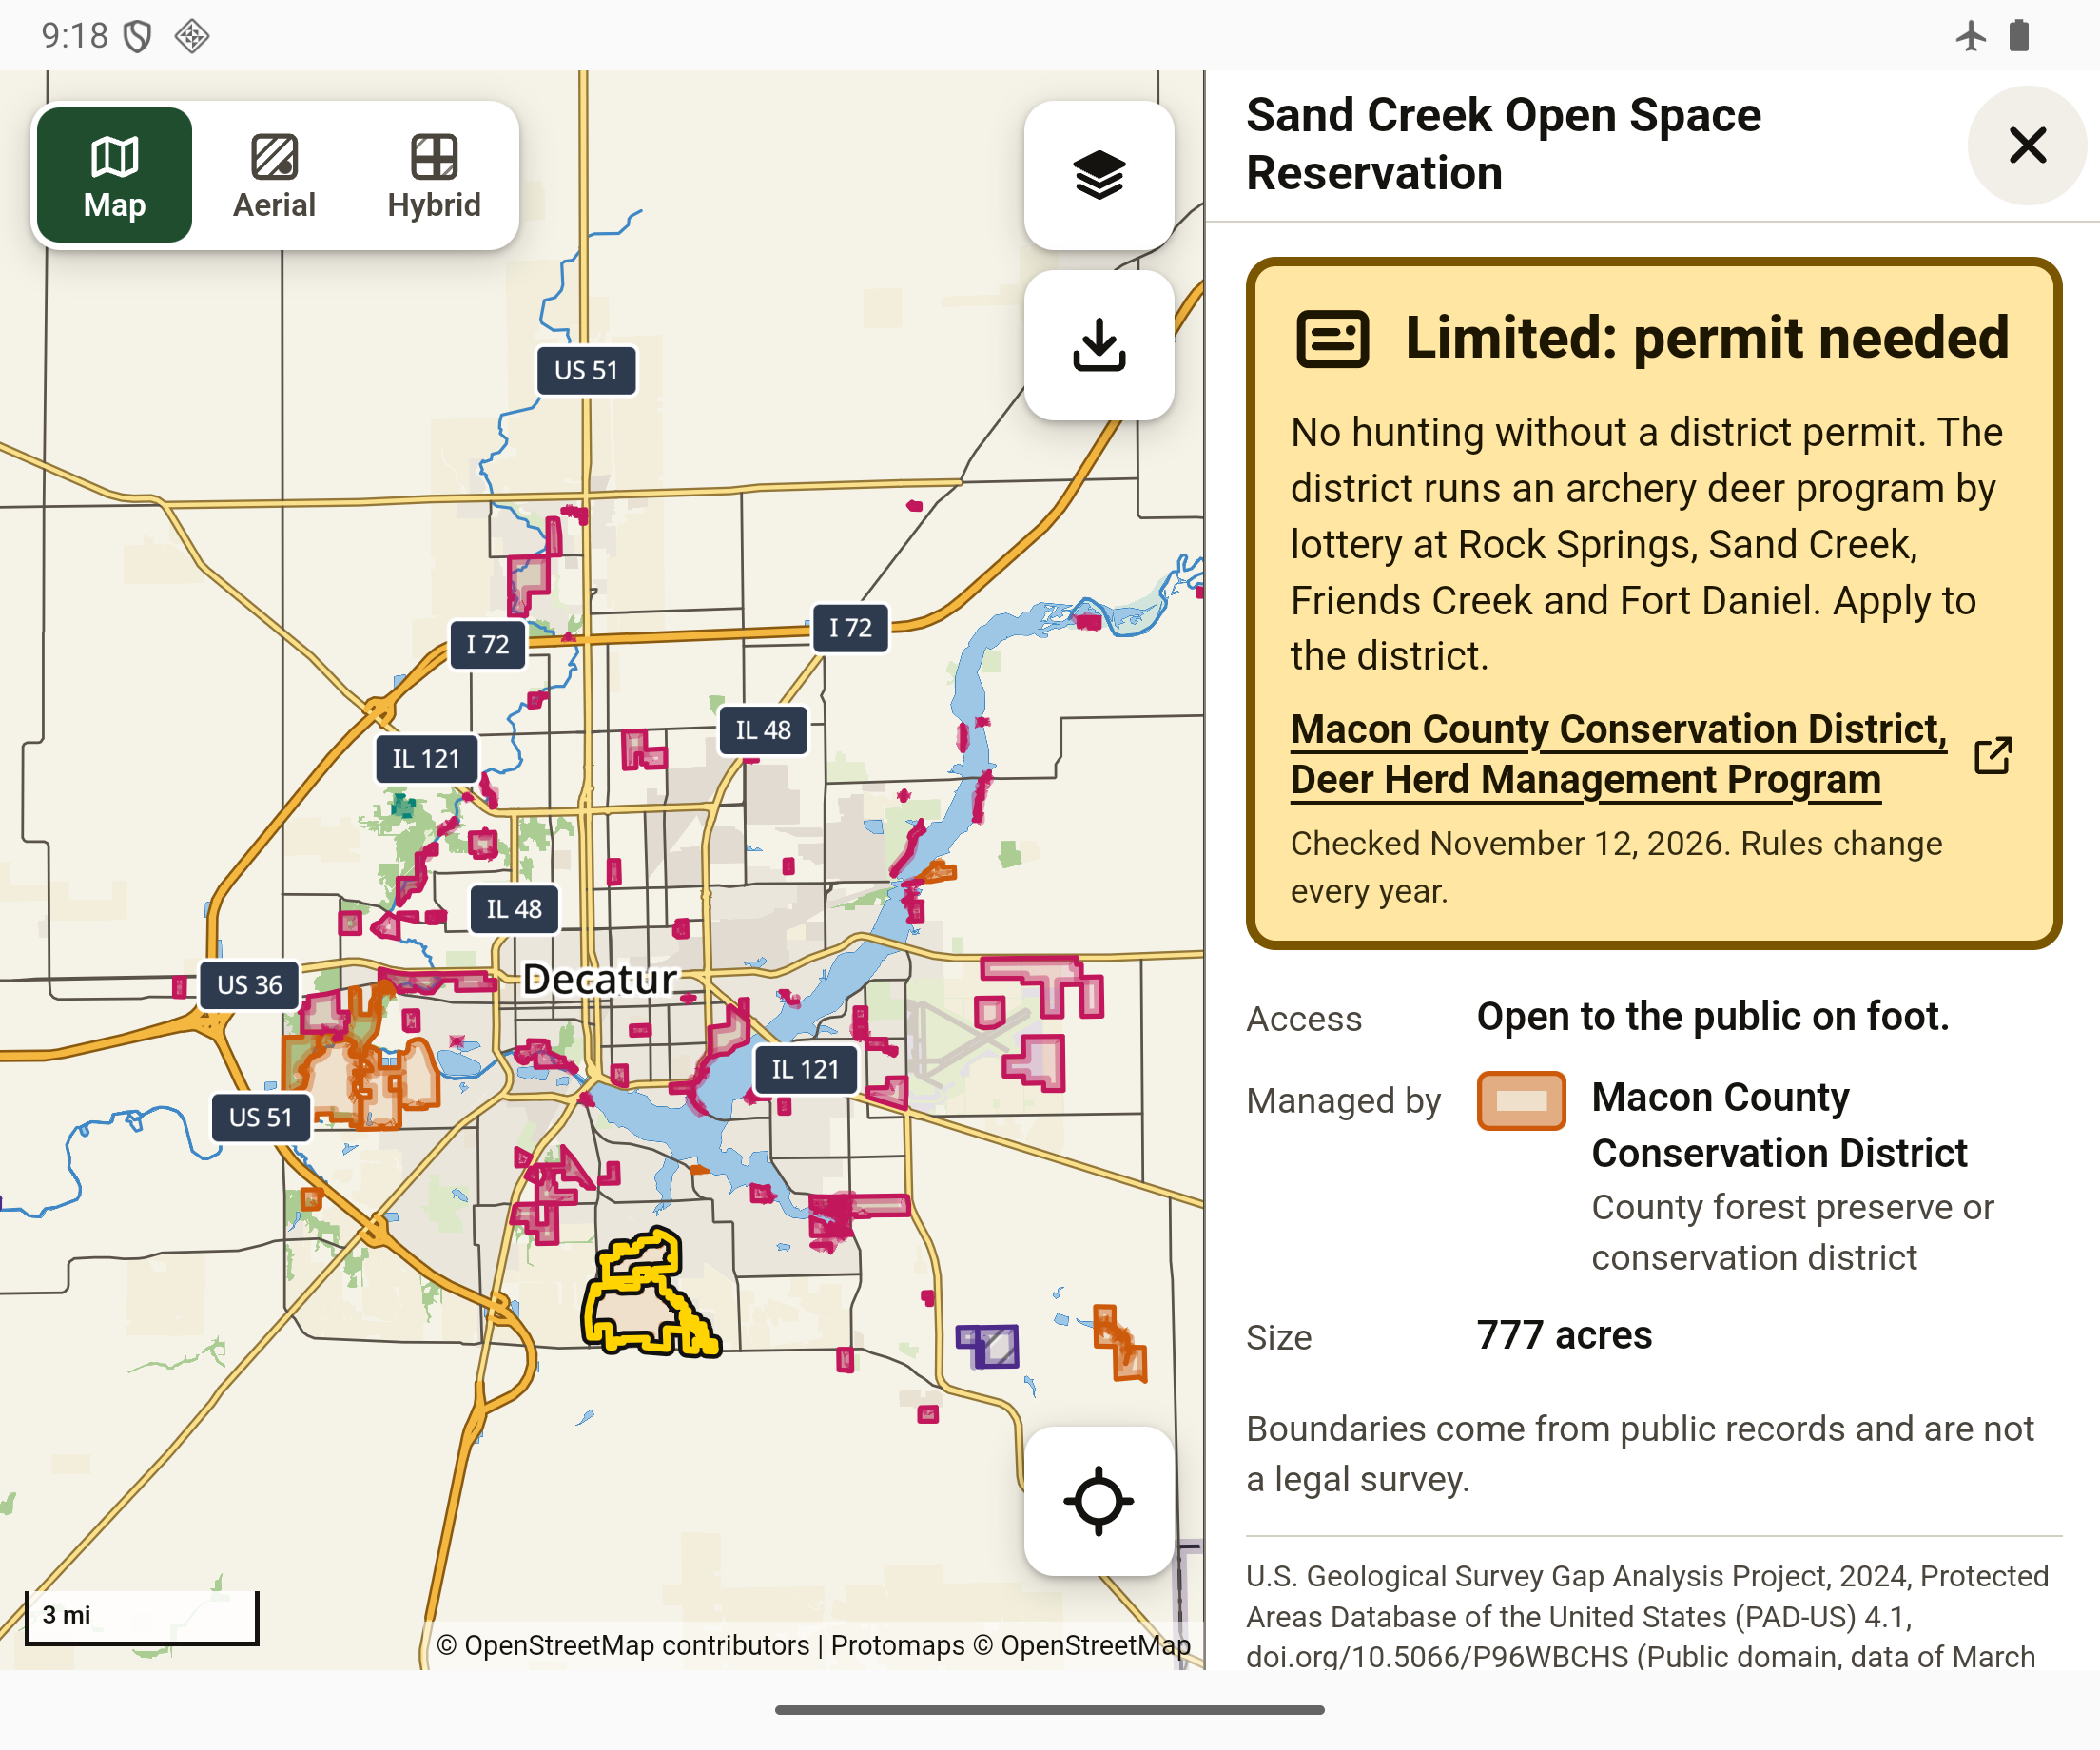 9:18
Map
Aerial
Hybrid
US 51
I 72
I 72
IL 48
IL 121
IL 48
US 36
Decatur
IL 121
US 51
3 mi
© OpenStreetMap contributors | Protomaps © OpenStreetMap
Sand Creek Open Space
Reservation
Limited: permit needed
No hunting without a district permit. The
district runs an archery deer program by
lottery at Rock Springs, Sand Creek,
Friends Creek and Fort Daniel. Apply to
the district.
Macon County Conservation District,
Deer Herd Management Program
Checked November 12, 2026. Rules change
every year.
Access Open to the public on foot.
Managed by Macon County
Conservation District
County forest preserve or
conservation district
Size 777 acres
Boundaries come from public records and are not
a legal survey.
U.S. Geological Survey Gap Analysis Project, 2024, Protected
Areas Database of the United States (PAD-US) 4.1,
doi.org/10.5066/P96WBCHS (Public domain, data of March